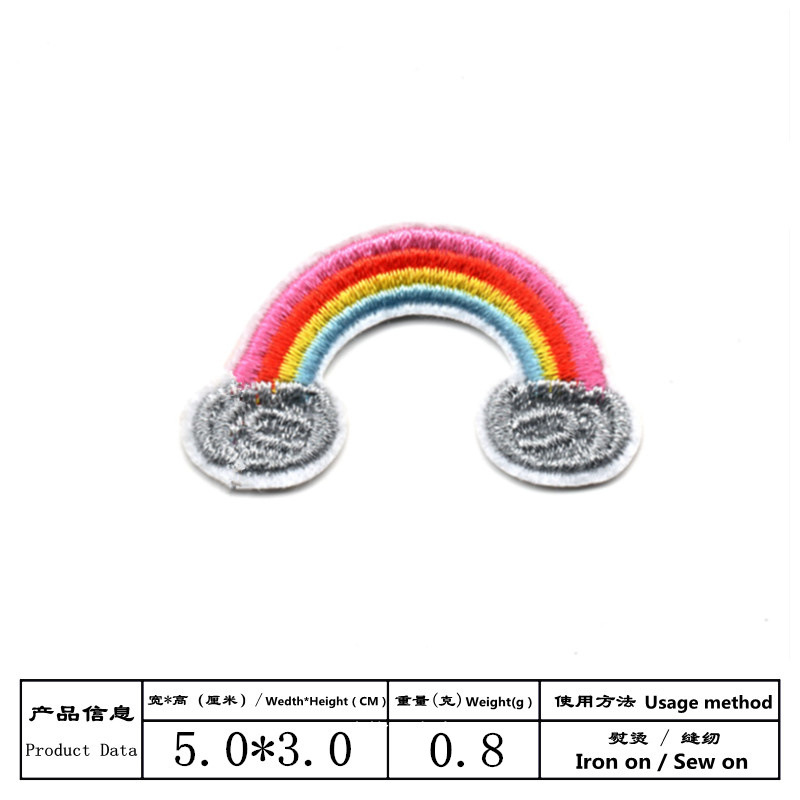 产品信息
Product Data
宽*高（厘米）/ Wedth*Height ( CM )
5.0*3.0
重量(克) Weight(g)
0.8
使用方法 Usage method
熨烫 / 缝纫
Iron on / Sew on